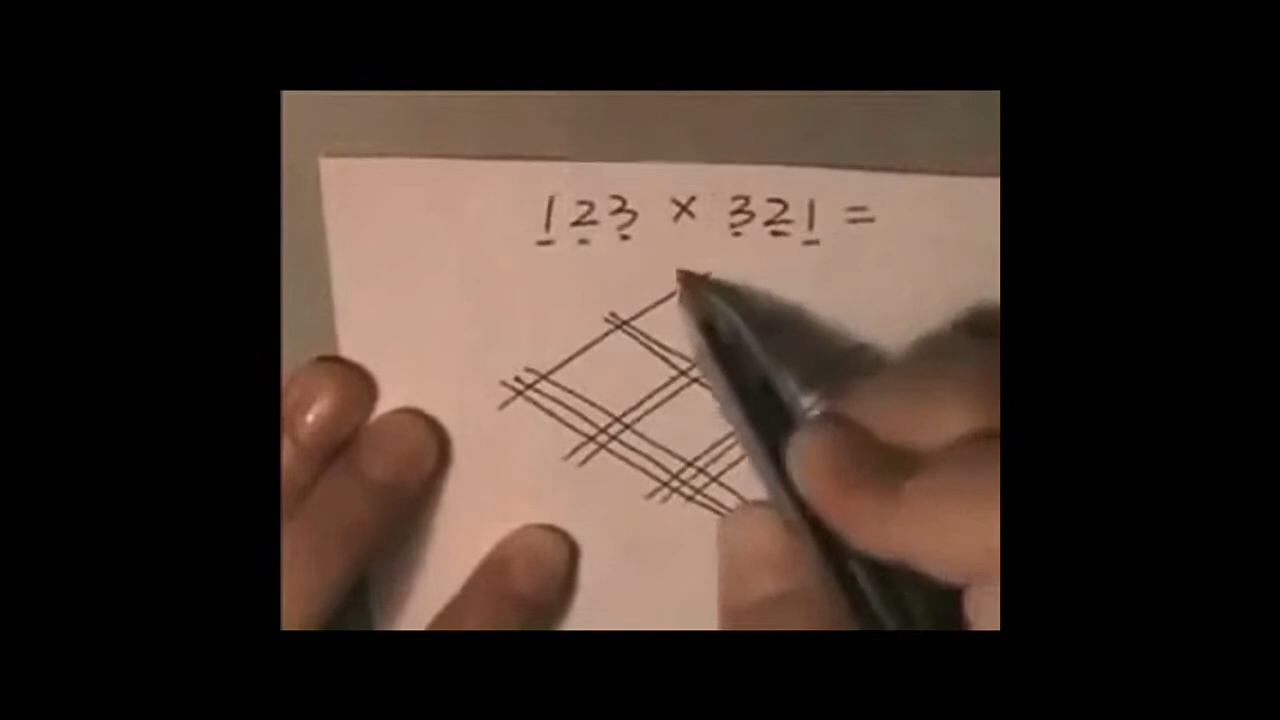 123 × 321 =